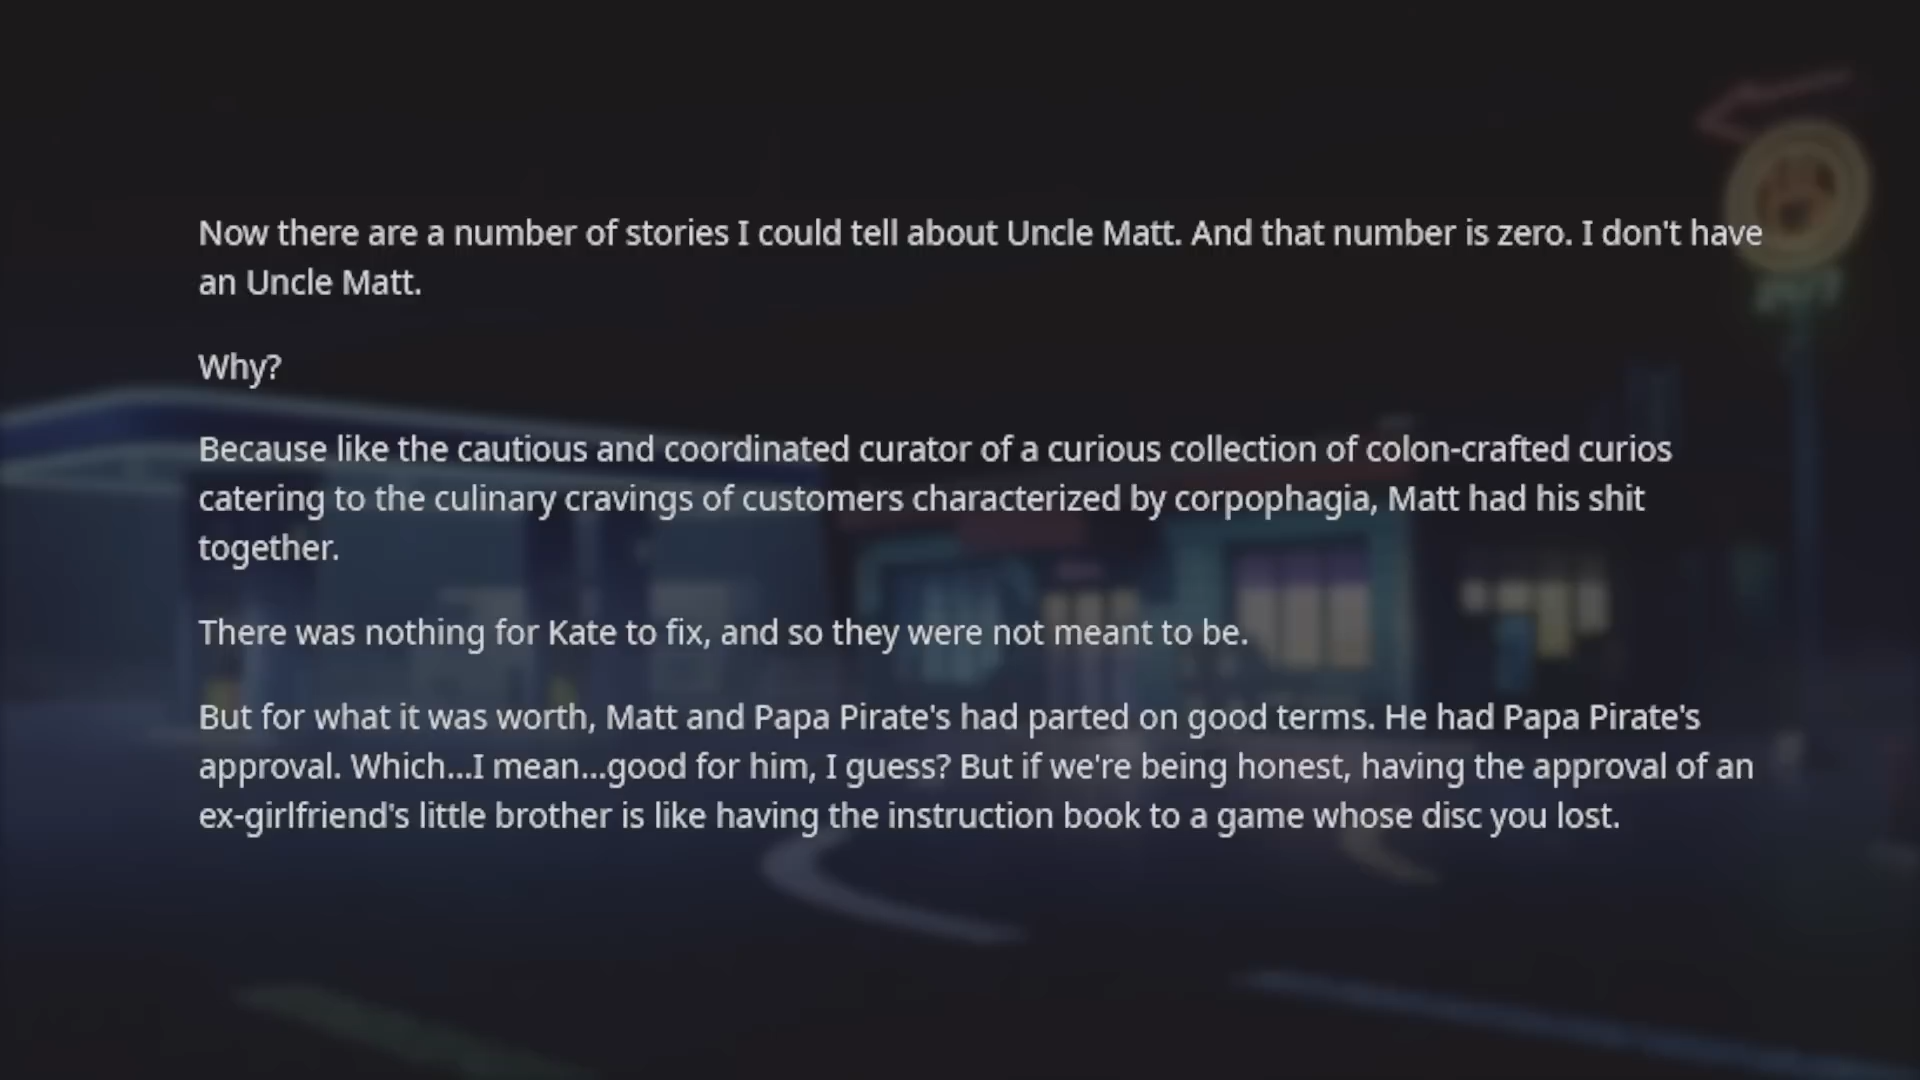 Now there are a number of stories I could tell about Uncle Matt. And that number is zero. I don't have
an Uncle Matt.
Why?
Because like the cautious and coordinated curator of a curious collection of colon-crafted curios
catering to the culinary cravings of customers characterized by corpophagia, Matt had his shit
together.
There was nothing for Kate to fix, and so they were not meant to be.
But for what it was worth, Matt and Papa Pirate's had parted on good terms. He had Papa Pirate's
approval. Which...I mean...good for him, I guess? But if we're being honest, having the approval of an
ex-girlfriend's little brother is like having the instruction book to a game whose disc you lost.